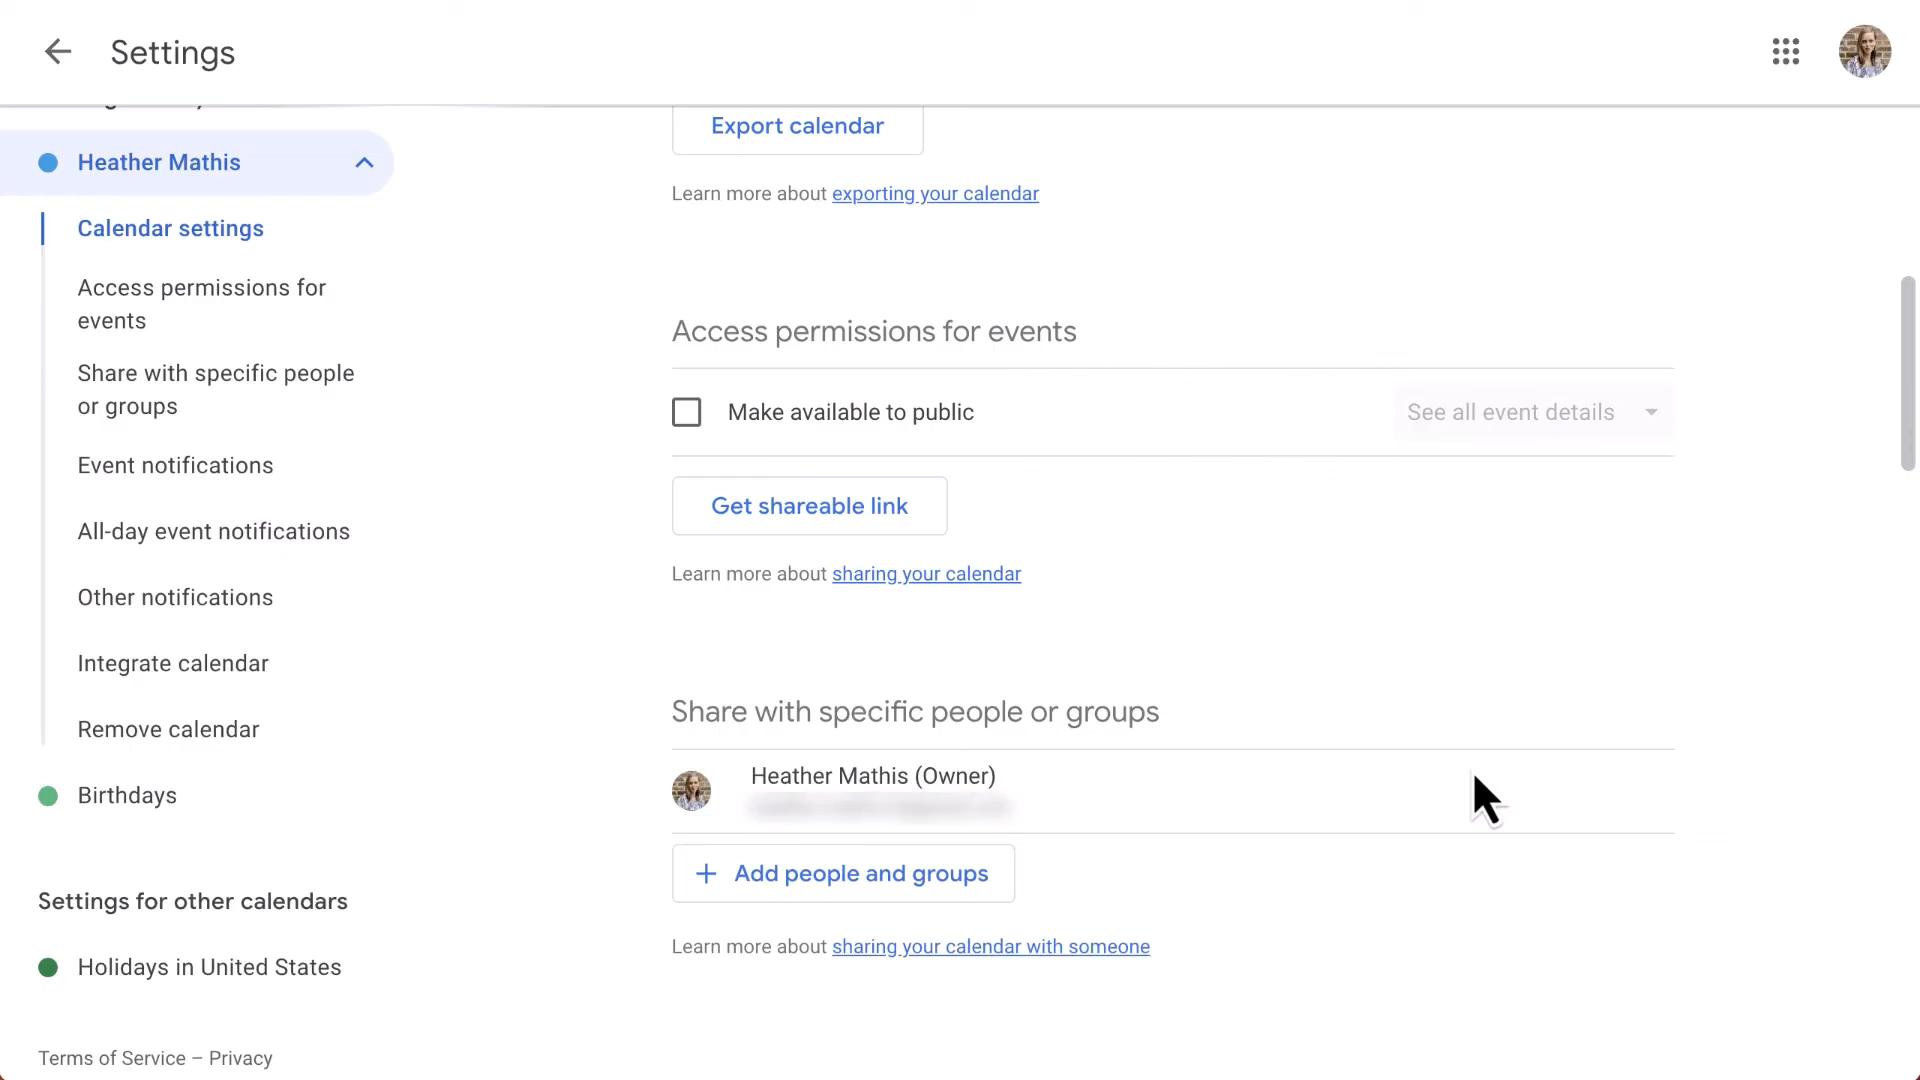 Settings
Heather Mathis
Calendar settings
Access permissions for
events
Share with specific people
or groups
Event notifications
All-day event notifications
Other notifications
Integrate calendar
Remove calendar
Birthdays
Settings for other calendars
Holidays in United States
Terms of Service – Privacy
Export calendar
Learn more about exporting your calendar
Access permissions for events
Make available to public
See all event details
Get shareable link
Learn more about sharing your calendar
Share with specific people or groups
Heather Mathis (Owner)
+ Add people and groups
Learn more about sharing your calendar with someone